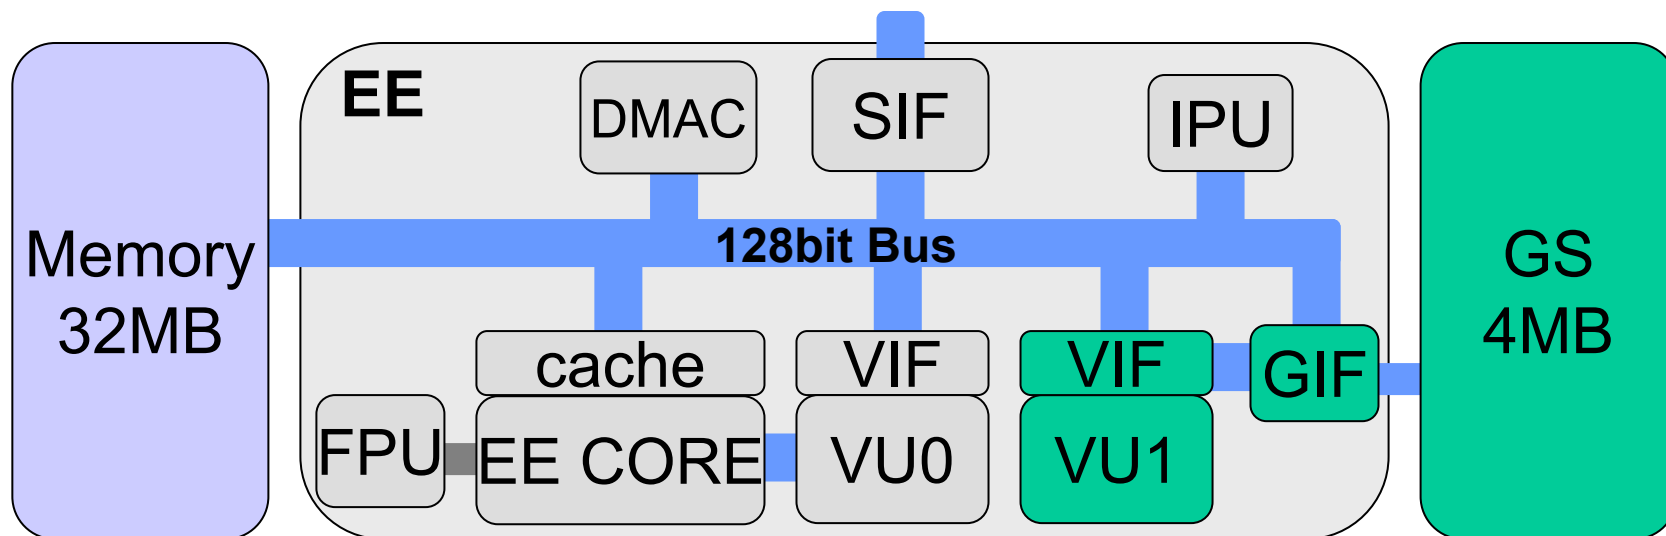 EE
DMAC
SIF
IPU
128bit Bus
Memory
32MB
GS
4MB
cache
VIF
VIF
GIF
FPU
EE CORE
VU0
VU1